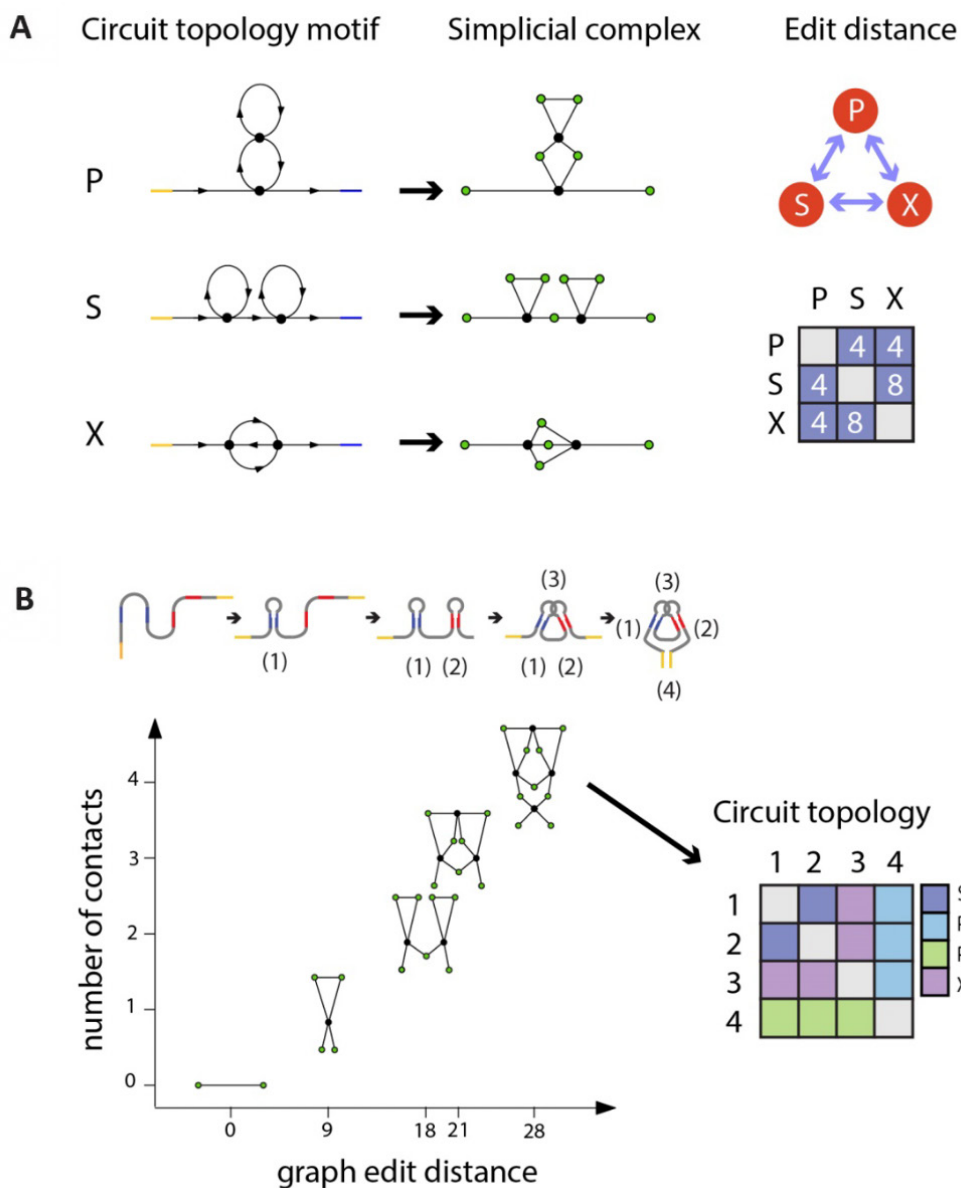 A
Circuit topology motif
Simplicial complex
Edit distance
P
P
S
X
S
P S X
P 4 4
S 4 8
X 4 8
X
B
(1)
(1) (2)
(3)
(1) (2)
(3)
(1) (2)
(4)
number of contacts
4
3
2
1
0
0 9 18 21 28
graph edit distance
Circuit topology
1 2 3 4
1
2
3
4
S
P
P